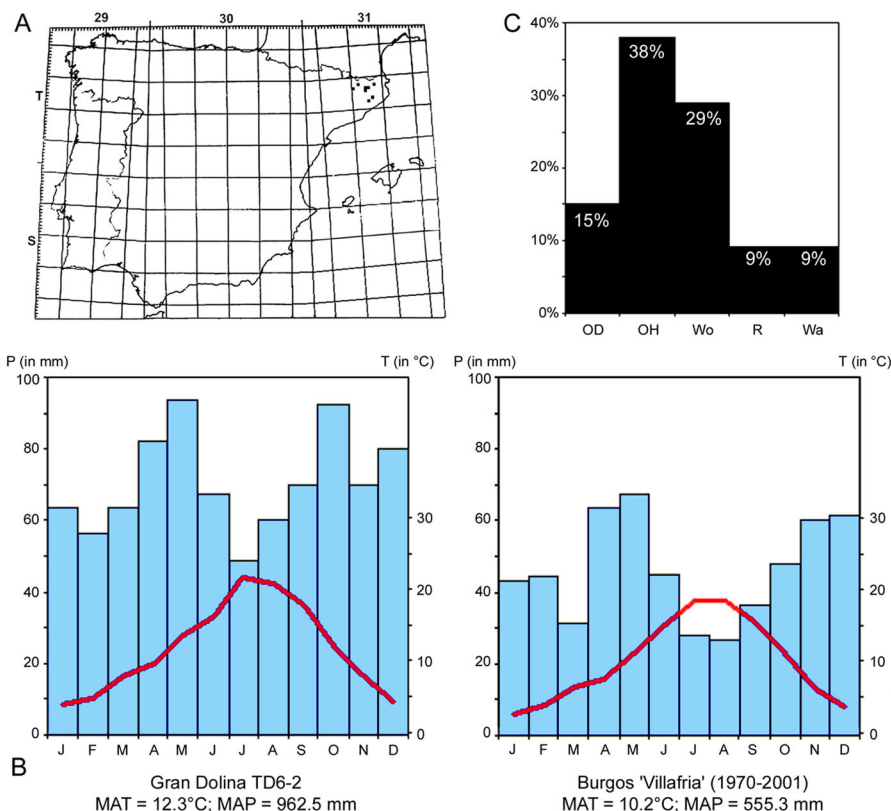 A
29 30 31
T
S
C
40%
30%
20%
10%
0%
15%
38%
29%
9%
9%
OD OH Wo R Wa
P (in mm) T (in °C)
100
80
60
40
20
0
30
20
10
0
J F M A M J J A S O N D
B
Gran Dolina TD6-2
MAT = 12.3°C; MAP = 962.5 mm
P (in mm) T (in °C)
100
80
60
40
20
0
30
20
10
0
J F M A M J J A S O N D
Burgos 'Villafria' (1970-2001)
MAT = 10.2°C; MAP = 555.3 mm